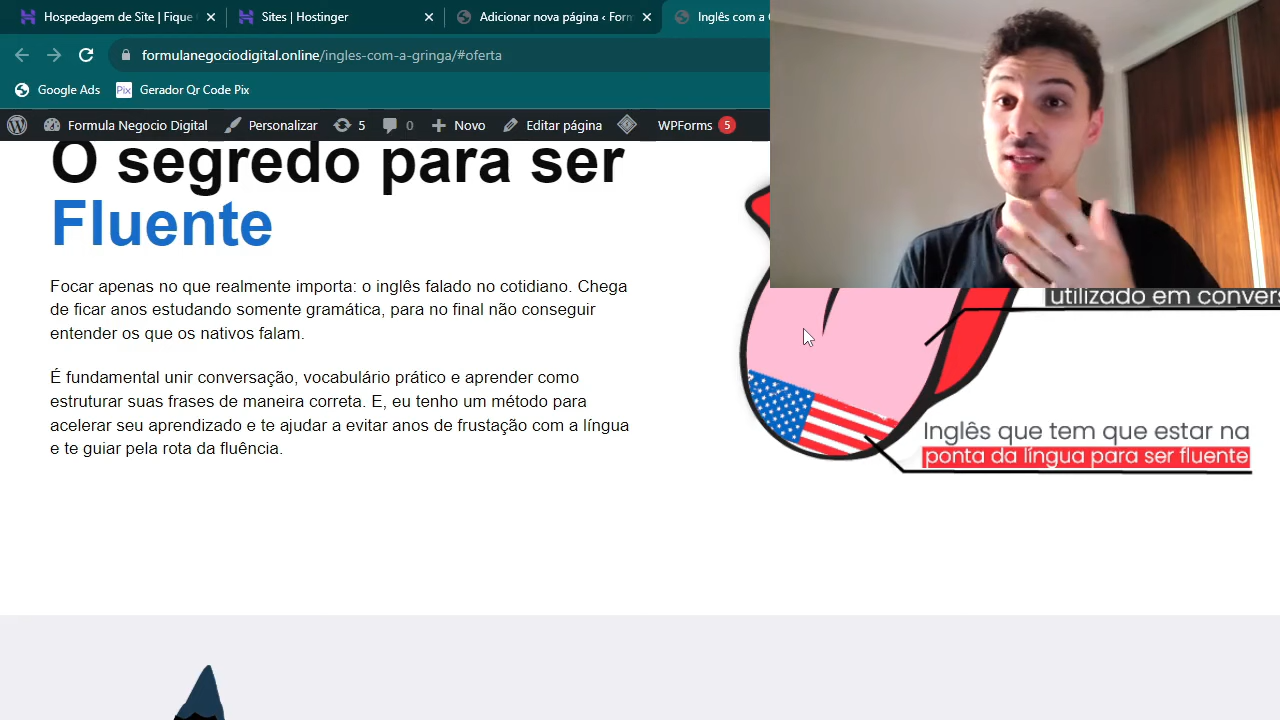 Hospedagem de Site | Fique
Sites | Hostinger
Adicionar nova página ‹ Form
Inglês com a
formulanegociodigital.online/ingles-com-a-gringa/#oferta
Google Ads
Pix
Gerador Qr Code Pix
Formula Negocio Digital
Personalizar
5
0
Novo
Editar página
WPForms 5
O segredo para ser
Fluente
Focar apenas no que realmente importa: o inglês falado no cotidiano. Chega
de ficar anos estudando somente gramática, para no final não conseguir
entender os que os nativos falam.
É fundamental unir conversação, vocabulário prático e aprender como
estruturar suas frases de maneira correta. E, eu tenho um método para
acelerar seu aprendizado e te ajudar a evitar anos de frustação com a língua
e te guiar pela rota da fluência.
utilizado em convers
Inglês que tem que estar na
ponta da língua para ser fluente